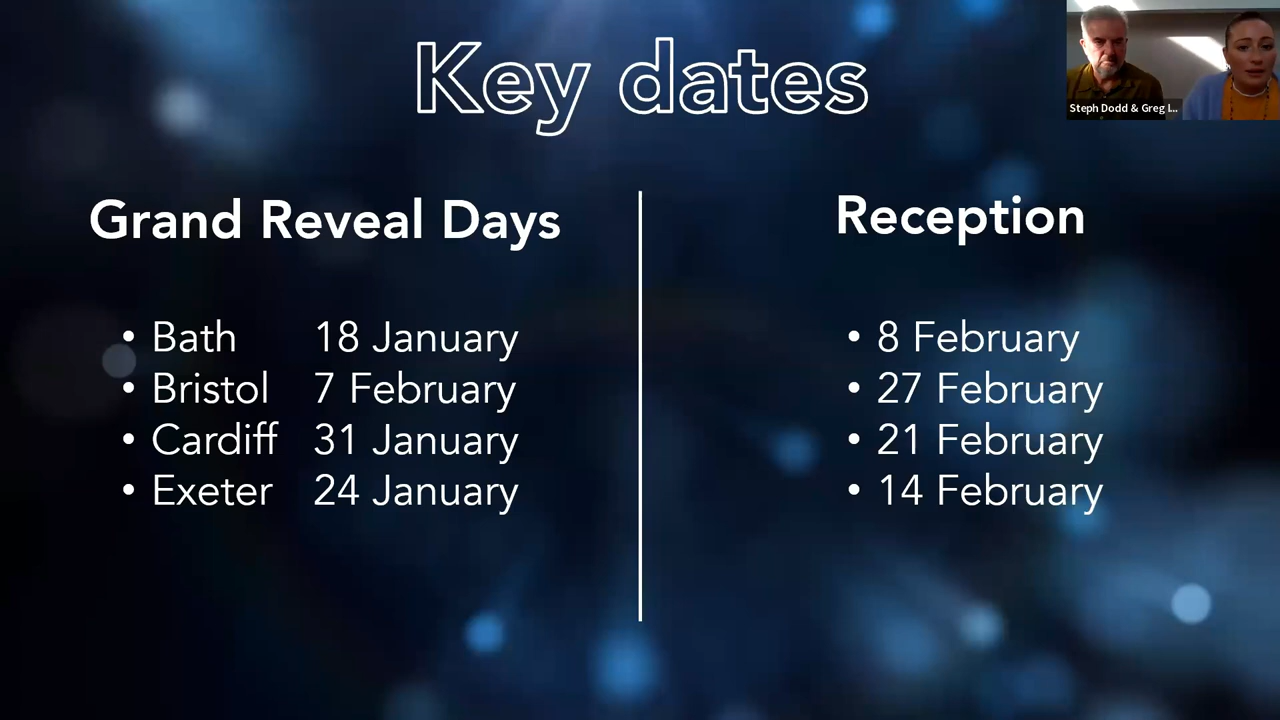 Key dates
Steph Dodd & Greg I...
Grand Reveal Days
• Bath 18 January
• Bristol 7 February
• Cardiff 31 January
• Exeter 24 January
Reception
• 8 February
• 27 February
• 21 February
• 14 February